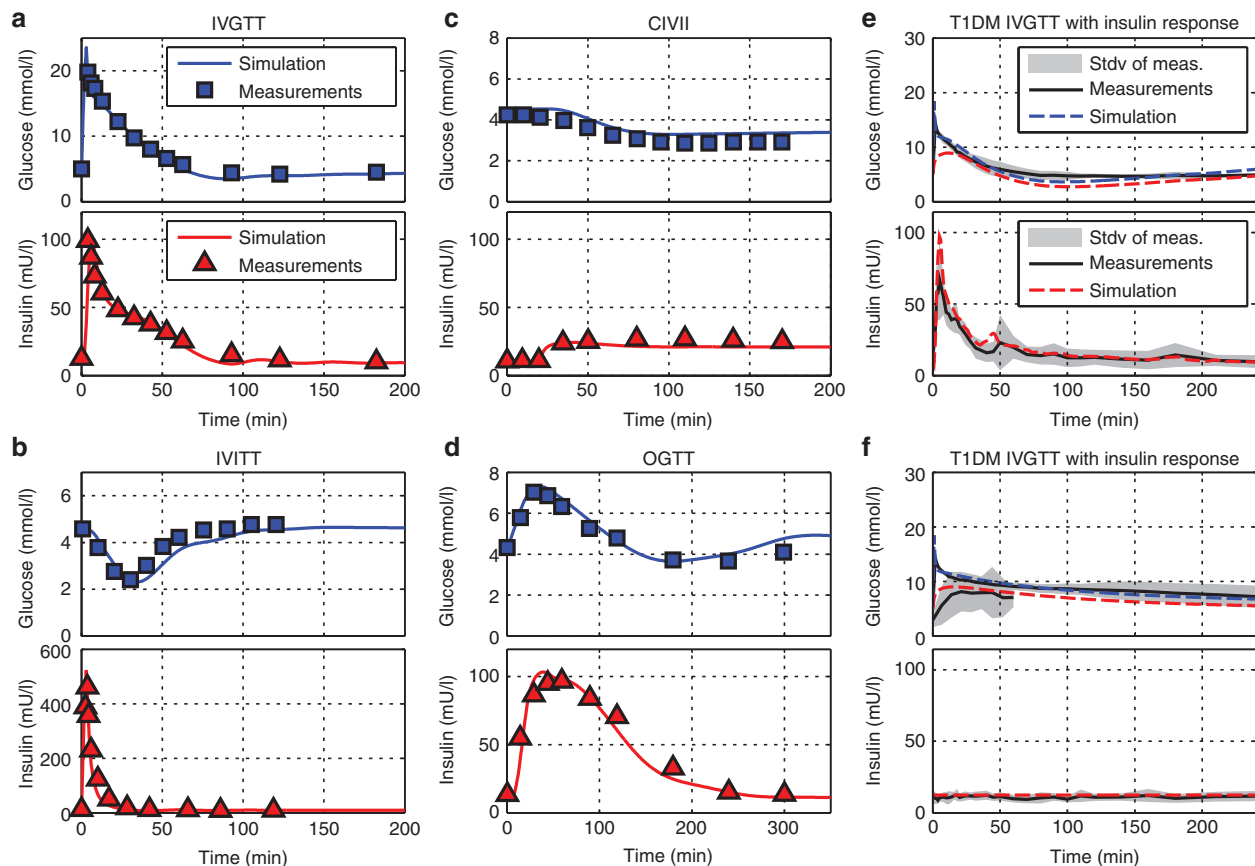 a
IVGTT
Glucose (mmol/l)
20
10
0
Simulation
Measurements
Insulin (mU/l)
100
50
0
Simulation
Measurements
0 50 100 150 200
Time (min)
b
IVITT
Glucose (mmol/l)
6
4
2
0
Insulin (mU/l)
600
400
200
0
0 50 100 150 200
Time (min)
c
CIVII
Glucose (mmol/l)
8
6
4
2
0
Insulin (mU/l)
100
50
0
0 50 100 150 200
Time (min)
d
OGTT
Glucose (mmol/l)
8
6
4
2
0
Insulin (mU/l)
100
50
0
0 100 200 300
Time (min)
e
T1DM IVGTT with insulin response
Glucose (mmol/l)
30
20
10
0
Stdv of meas.
Measurements
Simulation
Insulin (mU/l)
100
50
0
Stdv of meas.
Measurements
Simulation
0 50 100 150 200
Time (min)
f
T1DM IVGTT with insulin response
Glucose (mmol/l)
30
20
10
0
Insulin (mU/l)
100
50
0
0 50 100 150 200
Time (min)